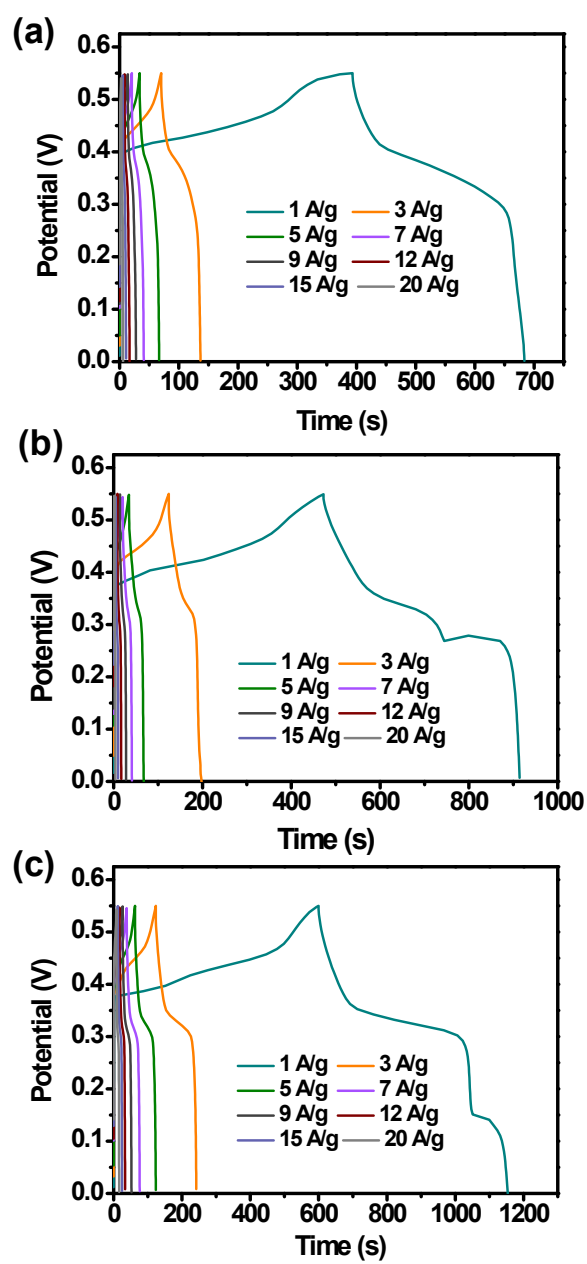 (a)
0.6
0.5
0.4
0.3
0.2
0.1
0.0
Potential (V)
1 A/g 3 A/g
5 A/g 7 A/g
9 A/g 12 A/g
15 A/g 20 A/g
0 100 200 300 400 500 600 700
Time (s)
(b)
0.6
0.5
0.4
0.3
0.2
0.1
0.0
Potential (V)
1 A/g 3 A/g
5 A/g 7 A/g
9 A/g 12 A/g
15 A/g 20 A/g
0 200 400 600 800 1000
Time (s)
(c)
0.6
0.5
0.4
0.3
0.2
0.1
0.0
Potential (V)
1 A/g 3 A/g
5 A/g 7 A/g
9 A/g 12 A/g
15 A/g 20 A/g
0 200 400 600 800 1000 1200
Time (s)